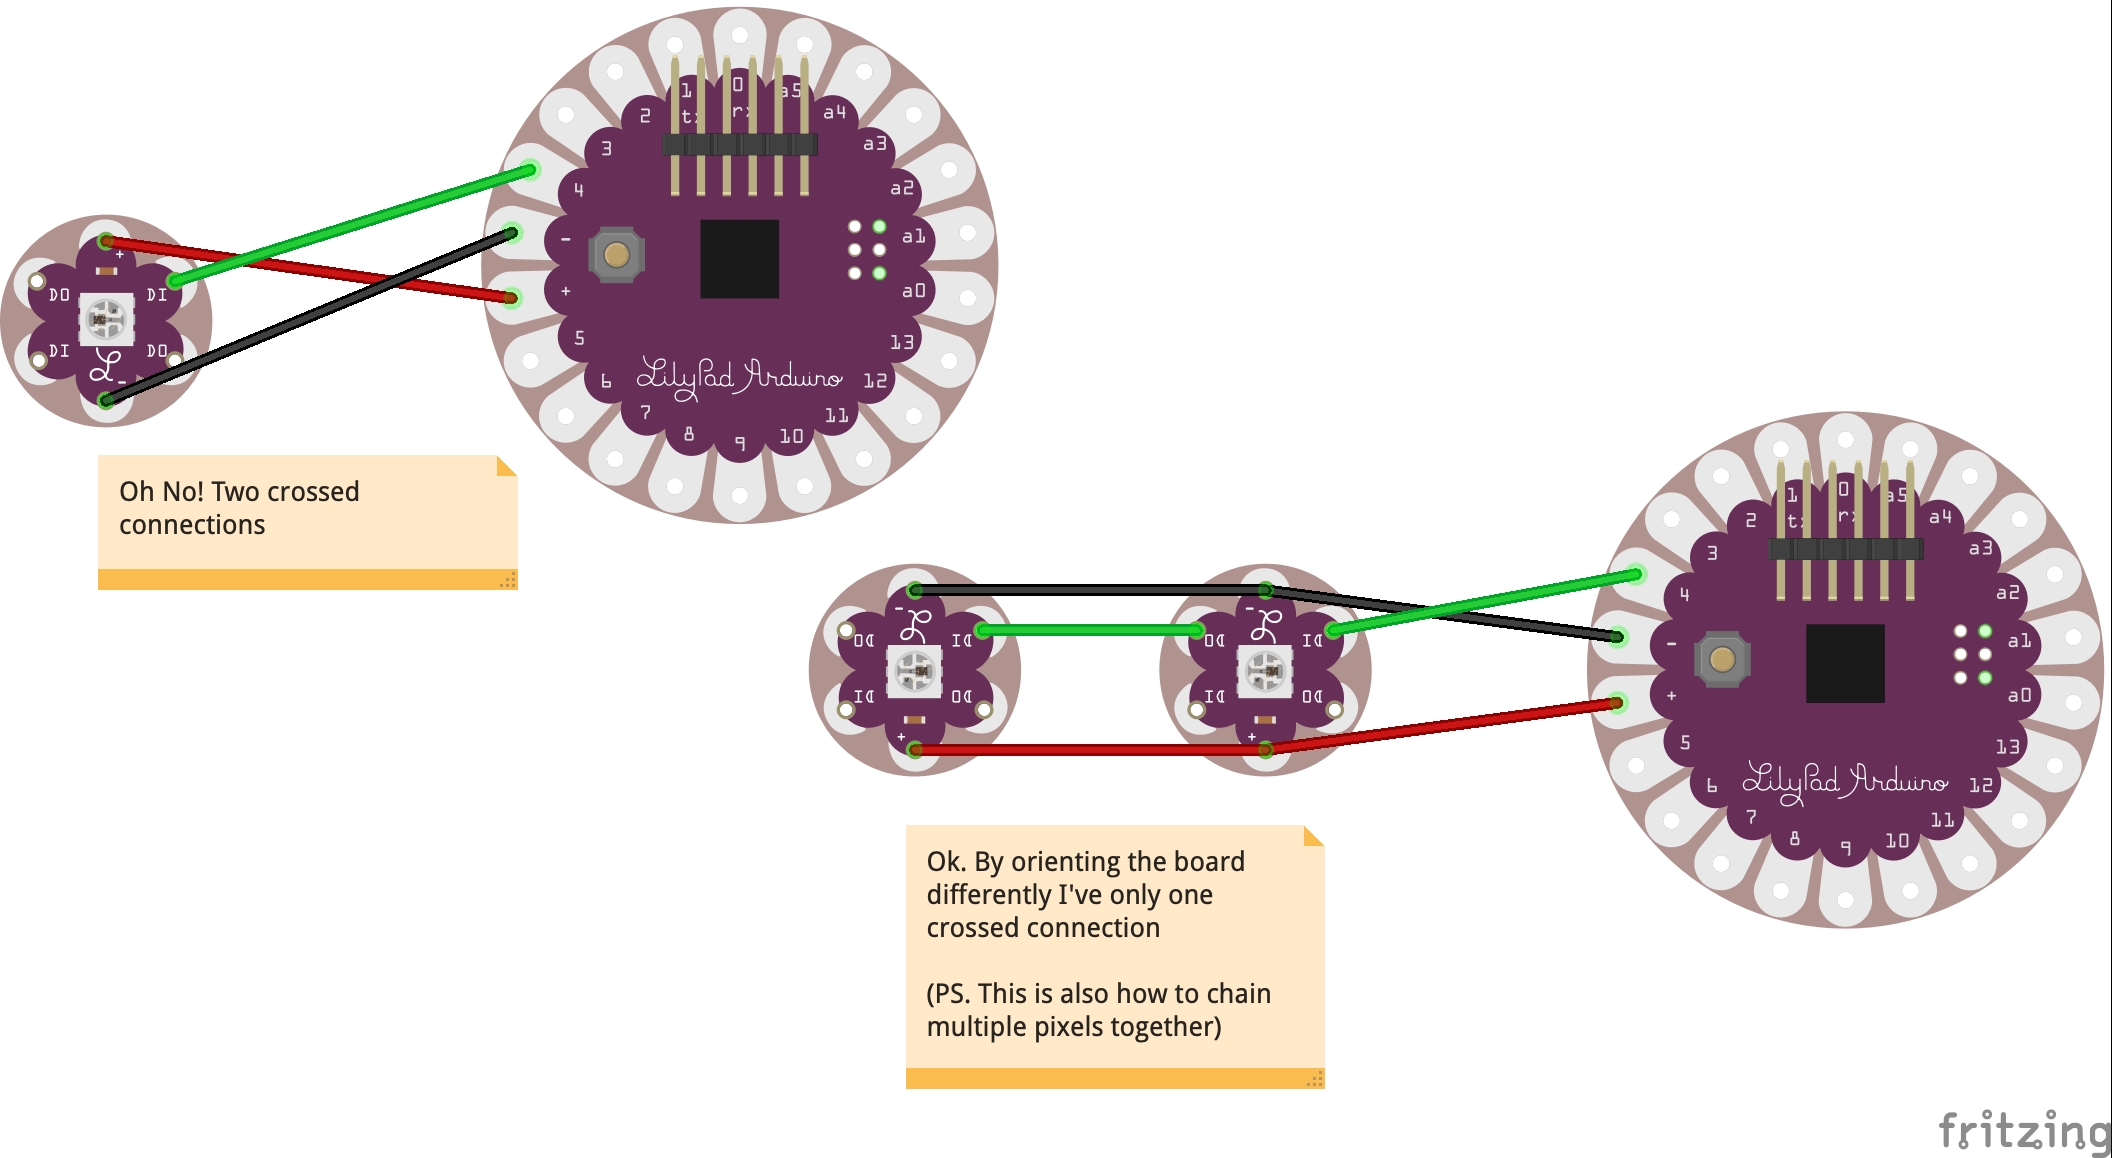 1 0 a5
tx rx
2 a4
3 a3
4 a2
- a1
+ a0
5 13
6 12
7 11
8 10
9
LilyPad Arduino
+
DO DI
DI DO
-
Oh No! Two crossed
connections
1 0 a5
rx
2 a4
3 a3
4 a2
- a1
+ a0
5 13
6 12
7 11
8 10
9
LilyPad Arduino
-
DO DI
DI DO
+
-
DO DI
DI DO
+
Ok. By orienting the board
differently I've only one
crossed connection
(PS. This is also how to chain
multiple pixels together)
fritzing